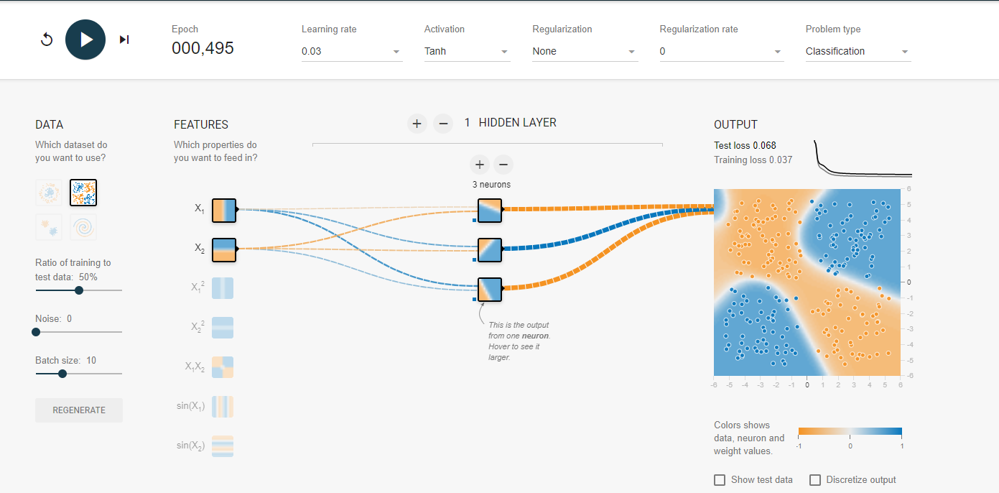 Epoch
000,495
Learning rate
0.03
Activation
Tanh
Regularization
None
Regularization rate
0
Problem type
Classification
DATA
Which dataset do
you want to use?
Ratio of training to
test data: 50%
Noise: 0
Batch size: 10
REGENERATE
FEATURES
Which properties do
you want to feed in?
X1
X2
X1²
X2²
X1X2
sin(X1)
sin(X2)
+ − 1 HIDDEN LAYER
+ −
3 neurons
This is the output
from one neuron.
Hover to see it
larger.
OUTPUT
Test loss 0.068
Training loss 0.037
6
5
4
3
2
1
0
-1
-2
-3
-4
-5
-6
-6 -5 -4 -3 -2 -1 0 1 2 3 4 5 6
Colors shows
data, neuron and
weight values.
-1 0 1
Show test data
Discretize output